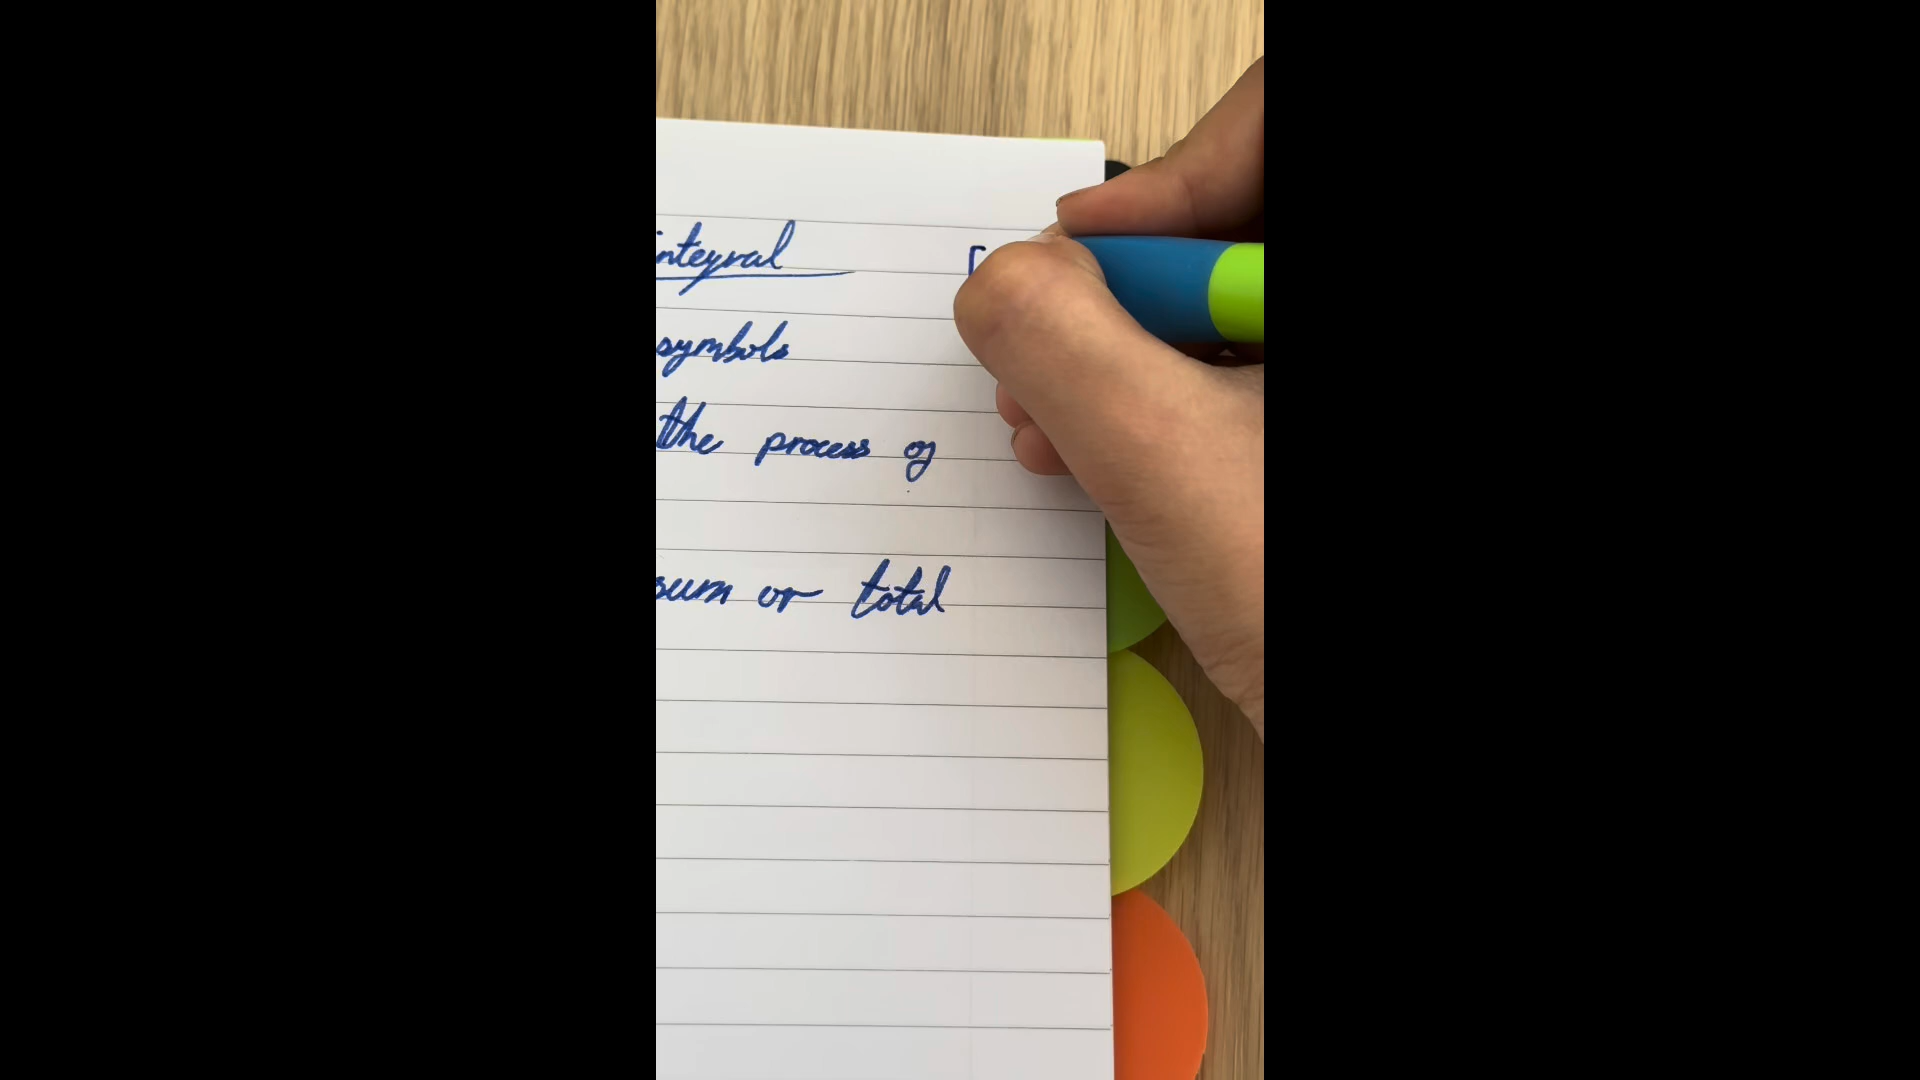 integral [
symbols
the process of
sum or total